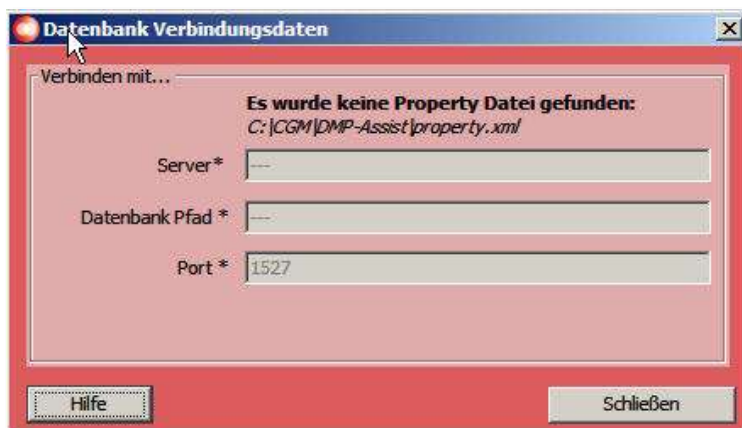 Datenbank Verbindungsdaten
Verbinden mit...
Es wurde keine Property Datei gefunden:
C:\CGM\DMP-Assist\property.xml
Server* ---
Datenbank Pfad * ---
Port * 1527
Hilfe Schließen